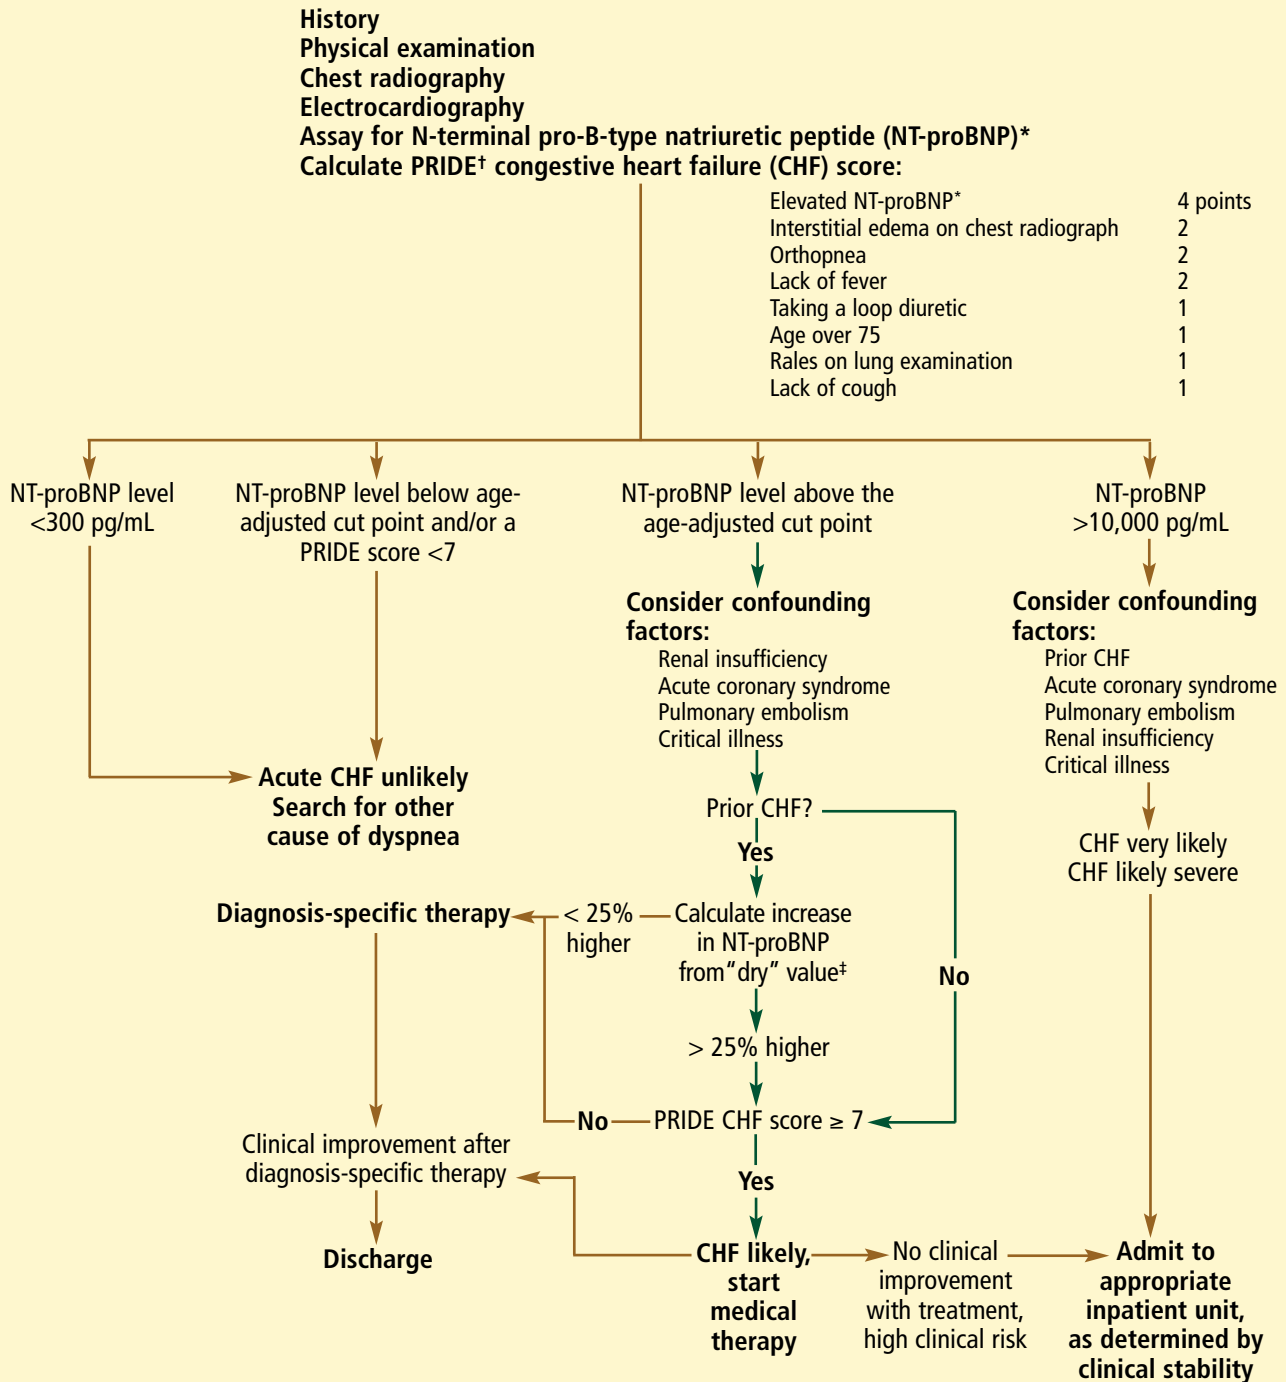 History
Physical examination
Chest radiography
Electrocardiography
Assay for N-terminal pro-B-type natriuretic peptide (NT-proBNP)*
Calculate PRIDE† congestive heart failure (CHF) score:
Elevated NT-proBNP* 4 points
Interstitial edema on chest radiograph 2
Orthopnea 2
Lack of fever 2
Taking a loop diuretic 1
Age over 75 1
Rales on lung examination 1
Lack of cough 1
NT-proBNP level
<300 pg/mL
NT-proBNP level below age-
adjusted cut point and/or a
PRIDE score <7
NT-proBNP level above the
age-adjusted cut point
NT-proBNP
>10,000 pg/mL
Consider confounding
factors:
Renal insufficiency
Acute coronary syndrome
Pulmonary embolism
Critical illness
Consider confounding
factors:
Prior CHF
Acute coronary syndrome
Pulmonary embolism
Renal insufficiency
Critical illness
Acute CHF unlikely
Search for other
cause of dyspnea
Prior CHF?
Yes
No
CHF very likely
CHF likely severe
Diagnosis-specific therapy
< 25%
higher
Calculate increase
in NT-proBNP
from“dry” value‡
> 25% higher
No
PRIDE CHF score ≥ 7
Yes
Clinical improvement after
diagnosis-specific therapy
Discharge
CHF likely,
start
medical
therapy
No clinical
improvement
with treatment,
high clinical risk
Admit to
appropriate
inpatient unit,
as determined by
clinical stability